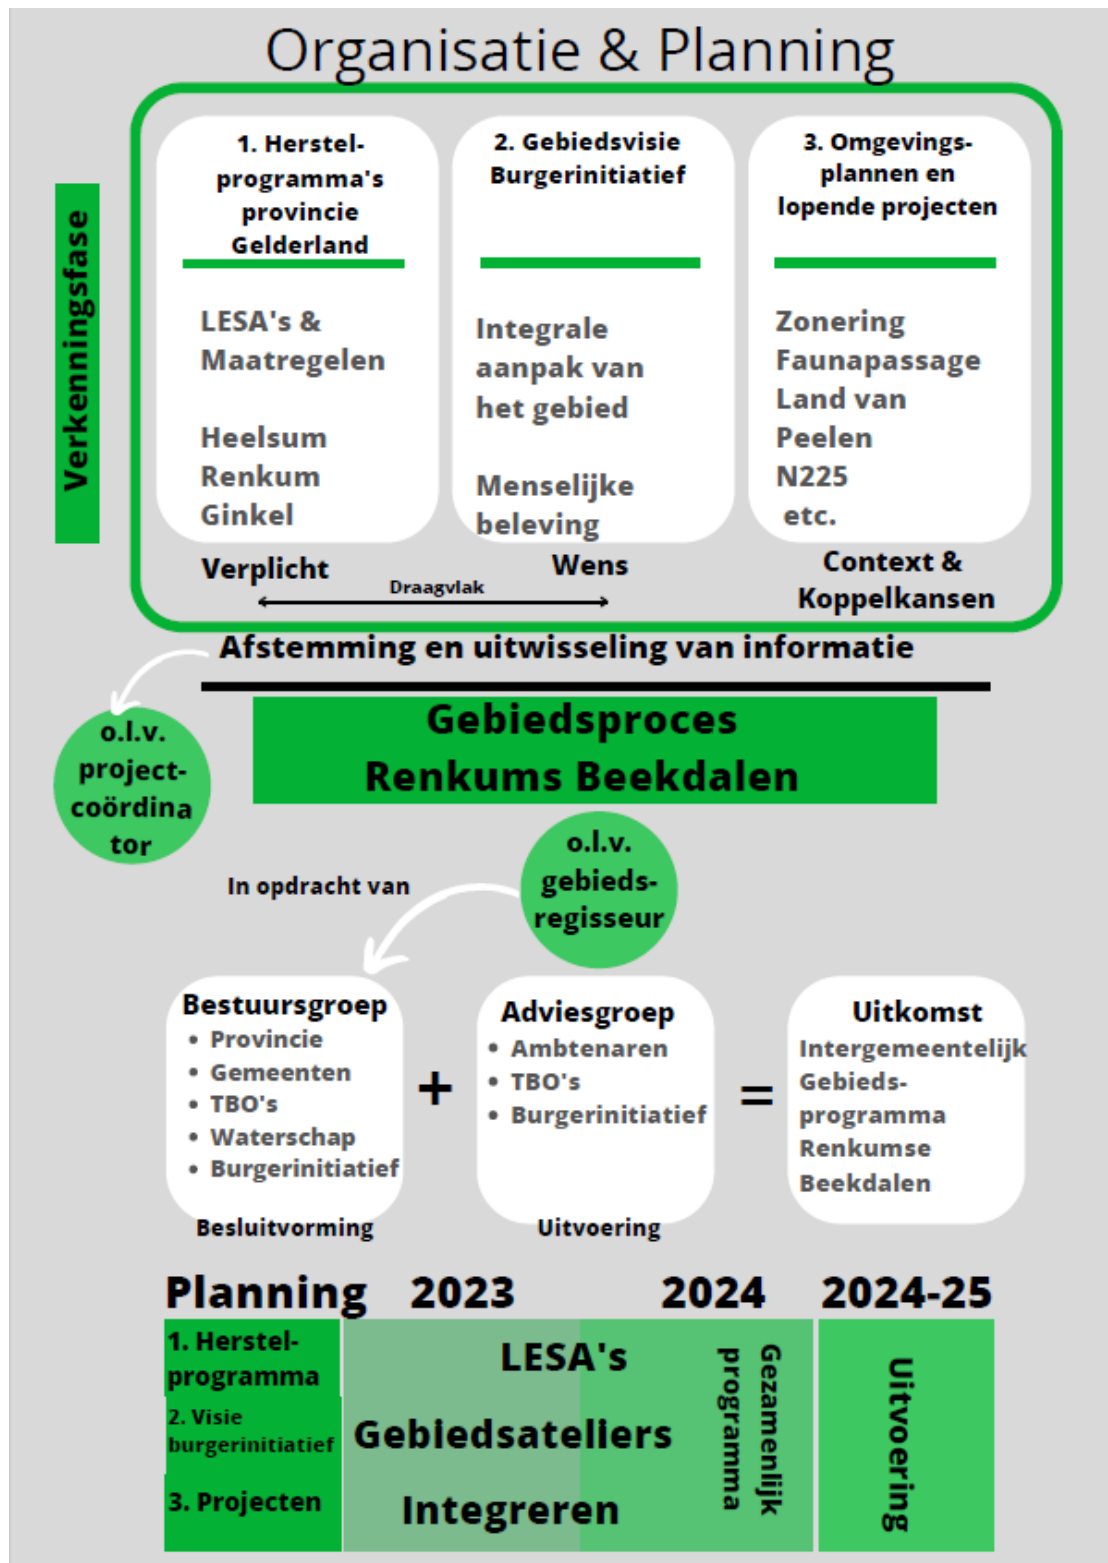 Organisatie & Planning
Verkenningsfase
1. Herstel-
programma's
provincie
Gelderland
LESA's &
Maatregelen
Heelsum
Renkum
Ginkel
Verplicht
2. Gebiedsvisie
Burgerinitiatief
Integrale
aanpak van
het gebied
Menselijke
beleving
Wens
Draagvlak
3. Omgevings-
plannen en
lopende projecten
Zonering
Faunapassage
Land van
Peelen
N225
etc.
Context &
Koppelkansen
Afstemming en uitwisseling van informatie
o.l.v.
project-
coördina
tor
Gebiedsproces
Renkums Beekdalen
o.l.v.
gebieds-
regisseur
In opdracht van
Bestuursgroep
• Provincie
• Gemeenten
• TBO's
• Waterschap
• Burgerinitiatief
Besluitvorming
+
Adviesgroep
• Ambtenaren
• TBO's
• Burgerinitiatief
Uitvoering
=
Uitkomst
Intergemeentelijk
Gebieds-
programma
Renkumse
Beekdalen
Planning 2023 2024 2024-25
1. Herstel-
programma
2. Visie
burgerinitiatief
3. Projecten
LESA's
Gebiedsateliers
Integreren
Gezamenlijk
programma
Uitvoering